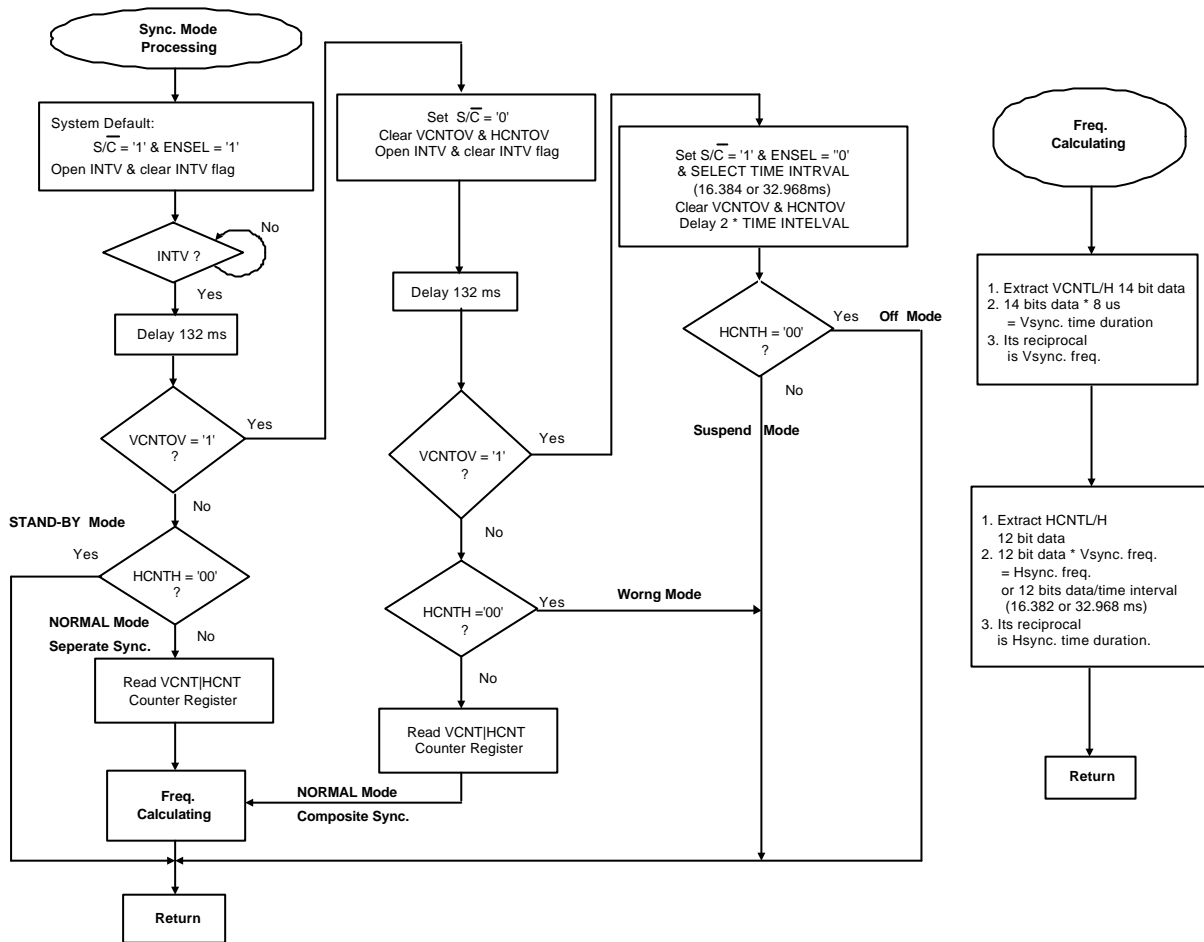 Sync. Mode
Processing
System Default:
S/C̅ = '1' & ENSEL = '1'
Open INTV & clear INTV flag
INTV ?
No
Yes
Delay 132 ms
VCNTOV = '1'
?
Yes
No
STAND-BY Mode
Yes
HCNTH = '00'
?
NORMAL Mode
Seperate Sync.
No
Read VCNT|HCNT
Counter Register
Freq.
Calculating
Return
Set S/C̅ = '0'
Clear VCNTOV & HCNTOV
Open INTV & clear INTV flag
Delay 132 ms
VCNTOV = '1'
?
Yes
No
HCNTH ='00'
?
Yes
Worng Mode
No
Read VCNT|HCNT
Counter Register
NORMAL Mode
Composite Sync.
Set S/C̅ = '1' & ENSEL = "0'
& SELECT TIME INTRVAL
(16.384 or 32.968ms)
Clear VCNTOV & HCNTOV
Delay 2 * TIME INTELVAL
HCNTH = '00'
?
Yes
Off Mode
No
Suspend Mode
Freq.
Calculating
1. Extract VCNTL/H 14 bit data
2. 14 bits data * 8 us
= Vsync. time duration
3. Its reciprocal
is Vsync. freq.
1. Extract HCNTL/H
12 bit data
2. 12 bit data * Vsync. freq.
= Hsync. freq.
or 12 bits data/time interval
(16.382 or 32.968 ms)
3. Its reciprocal
is Hsync. time duration.
Return